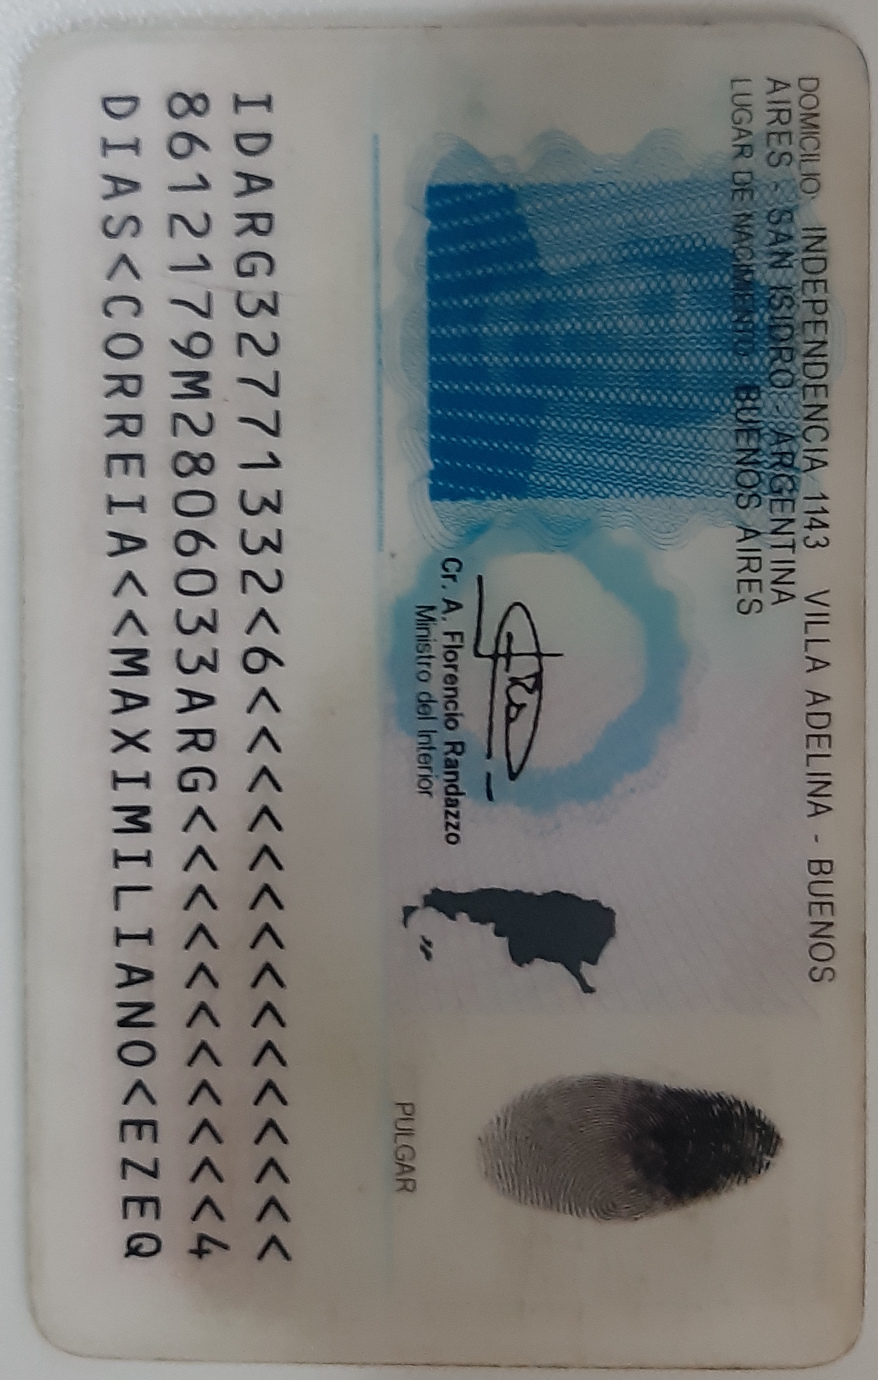 DOMICILIO: INDEPENDENCIA 1143 VILLA ADELINA - BUENOS
AIRES - SAN ISIDRO - ARGENTINA
LUGAR DE NACIMIENTO: BUENOS AIRES
Cr. A. Florencio Randazzo
Ministro del Interior
PULGAR
IDARG32771332<6<<<<<<<<<<<<<<<
8612179M2806033ARG<<<<<<<<<<<4
DIAS<CORREIA<<MAXIMILIANO<EZEQ